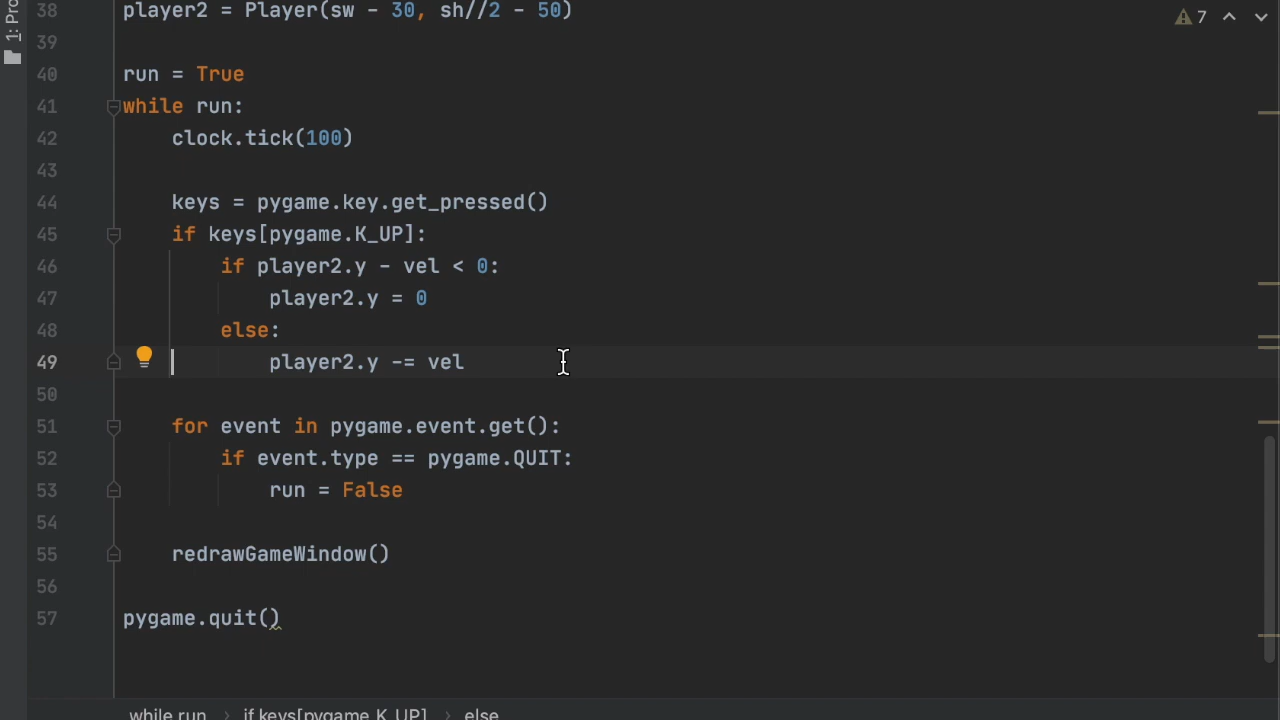 1: Pro
7
38 player2 = Player(sw - 30, sh//2 - 50)
39
40 run = True
41 while run:
42 clock.tick(100)
43
44 keys = pygame.key.get_pressed()
45 if keys[pygame.K_UP]:
46 if player2.y - vel < 0:
47 player2.y = 0
48 else:
49 player2.y -= vel
50
51 for event in pygame.event.get():
52 if event.type == pygame.QUIT:
53 run = False
54
55 redrawGameWindow()
56
57 pygame.quit()
while run › if keys[pygame.K_UP] › else